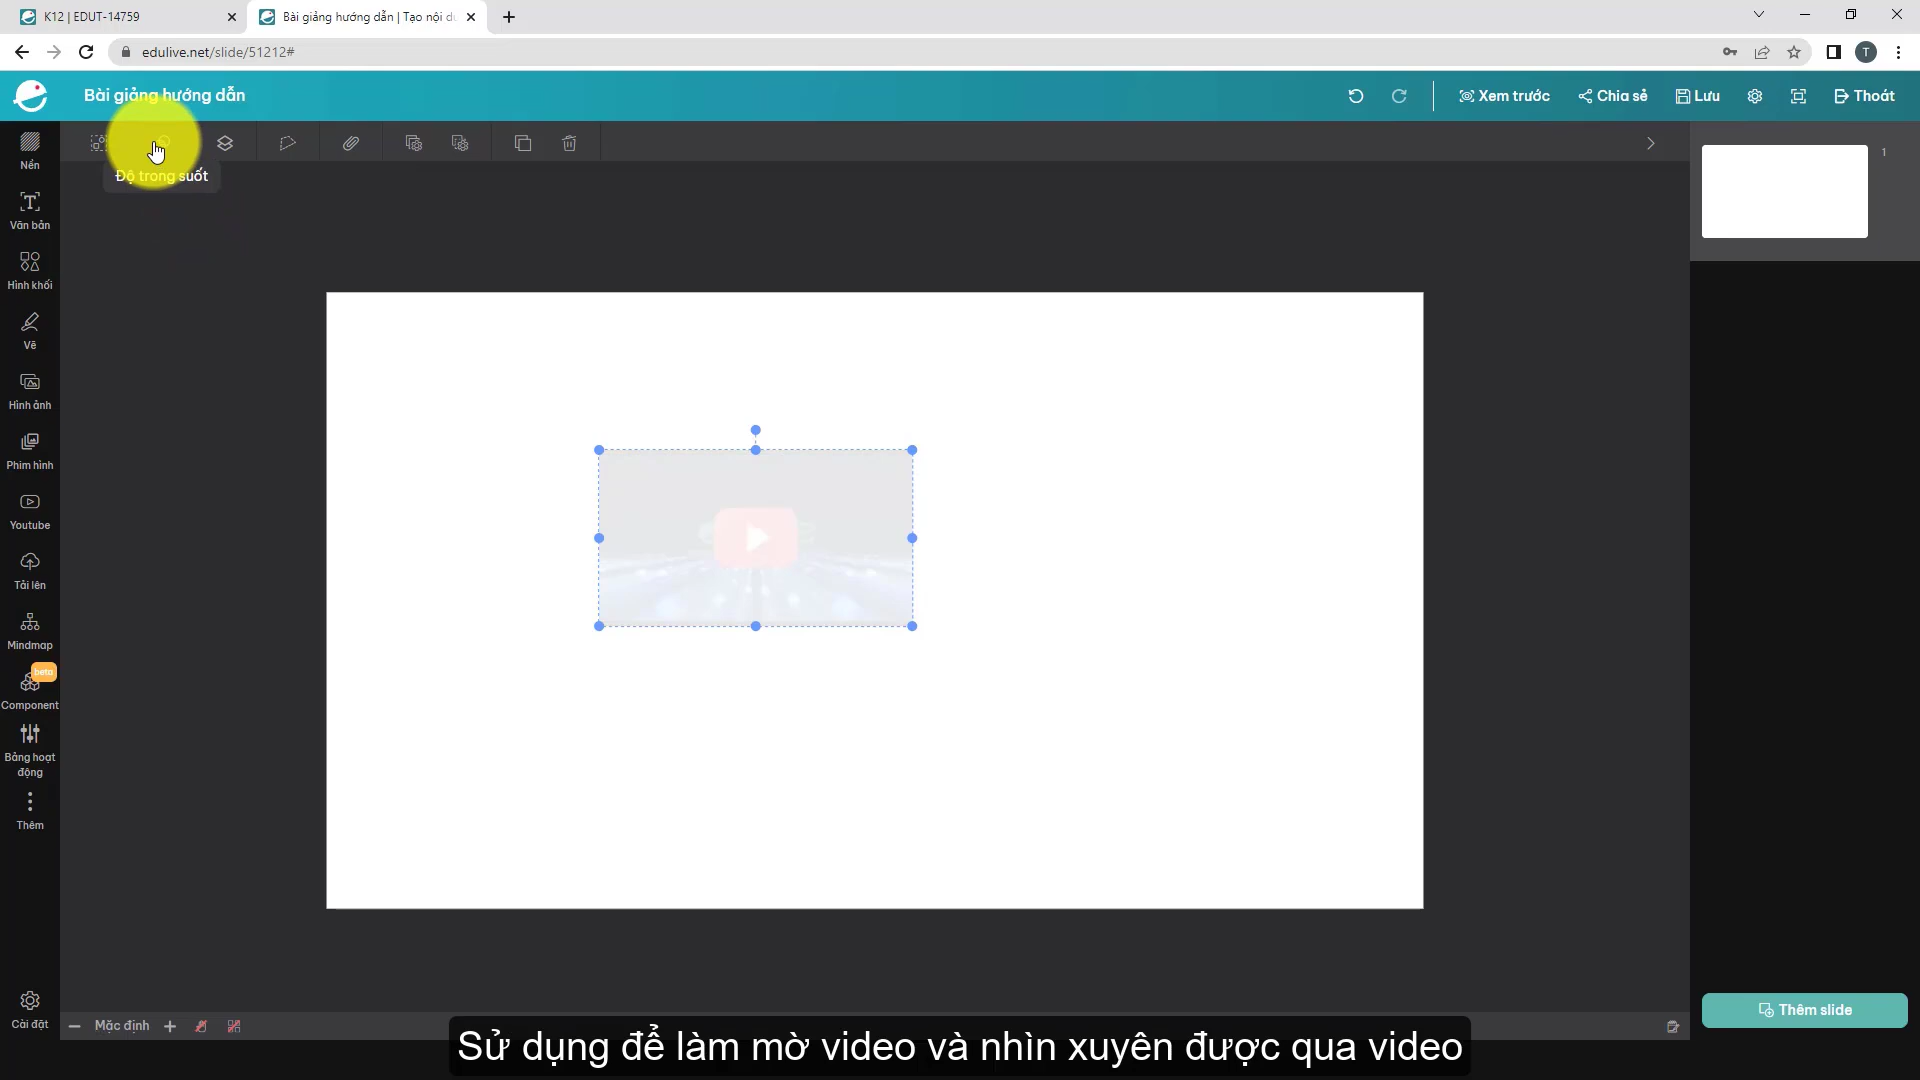 K12 | EDUT-14759
Bài giảng hướng dẫn | Tạo nội du
edulive.net/slide/51212#
T
Bài giảng hướng dẫn
Xem trước
Chia sẻ
Lưu
Thoát
Độ trong suốt
Nền
Văn bản
Hình khối
Vẽ
Hình ảnh
Phim hình
Youtube
Tải lên
Mindmap
beta
Component
Bảng hoạt
động
Thêm
Cài đặt
1
Mặc định
Thêm slide
Sử dụng để làm mờ video và nhìn xuyên được qua video